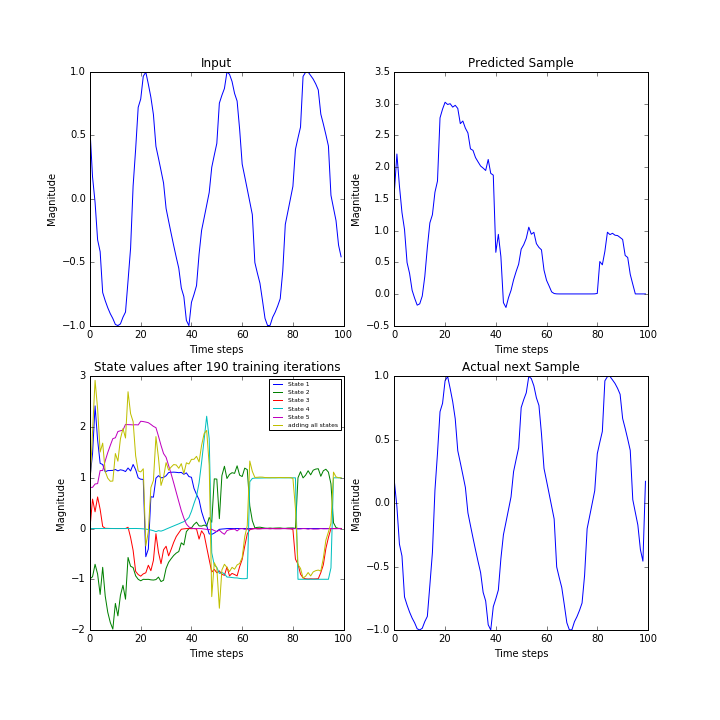 Input
Magnitude
1.0
0.5
0.0
−0.5
−1.0
0 20 40 60 80 100
Time steps
Predicted Sample
Magnitude
3.5
3.0
2.5
2.0
1.5
1.0
0.5
0.0
−0.5
0 20 40 60 80 100
Time steps
State values after 190 training iterations
Magnitude
3
2
1
0
−1
−2
0 20 40 60 80 100
Time steps
State 1
State 2
State 3
State 4
State 5
adding all states
Actual next Sample
Magnitude
1.0
0.5
0.0
−0.5
−1.0
0 20 40 60 80 100
Time steps